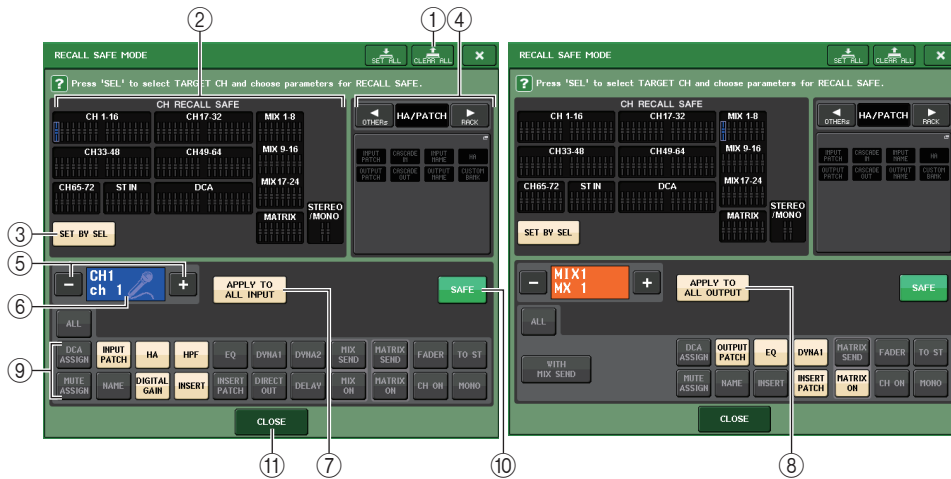 ② ① ④
RECALL SAFE MODE
SET ALL
CLEAR ALL
? Press 'SEL' to select TARGET CH and choose parameters for RECALL SAFE.
CH RECALL SAFE
CH 1-16
CH17-32
MIX 1-8
CH33-48
CH49-64
MIX 9-16
CH65-72
ST IN
DCA
MIX17-24
MATRIX
STEREO
/MONO
OTHERs
HA/PATCH
RACK
INPUT PATCH
CASCADE IN
INPUT NAME
HA
OUTPUT PATCH
CASCADE OUT
OUTPUT NAME
CUSTOM BANK
③
SET BY SEL
⑤
⑥
CH1
ch 1
APPLY TO
ALL INPUT
SAFE
ALL
⑨
DCA ASSIGN
INPUT PATCH
HA
HPF
EQ
DYNA1
DYNA2
MIX SEND
MATRIX SEND
FADER
TO ST
MUTE ASSIGN
NAME
DIGITAL GAIN
INSERT
INSERT PATCH
DIRECT OUT
DELAY
MIX ON
MATRIX ON
CH ON
MONO
CLOSE
⑪ ⑦ ⑩
RECALL SAFE MODE
SET ALL
CLEAR ALL
? Press 'SEL' to select TARGET CH and choose parameters for RECALL SAFE.
CH RECALL SAFE
CH 1-16
CH17-32
MIX 1-8
CH33-48
CH49-64
MIX 9-16
CH65-72
ST IN
DCA
MIX17-24
MATRIX
STEREO
/MONO
OTHERs
HA/PATCH
RACK
INPUT PATCH
CASCADE IN
INPUT NAME
HA
OUTPUT PATCH
CASCADE OUT
OUTPUT NAME
CUSTOM BANK
SET BY SEL
MIX1
MX 1
APPLY TO
ALL OUTPUT
SAFE
ALL
WITH
MIX SEND
DCA ASSIGN
OUTPUT PATCH
EQ
DYNA1
MATRIX SEND
FADER
TO ST
MUTE ASSIGN
NAME
INSERT
INSERT PATCH
MATRIX ON
CH ON
MONO
CLOSE
⑧